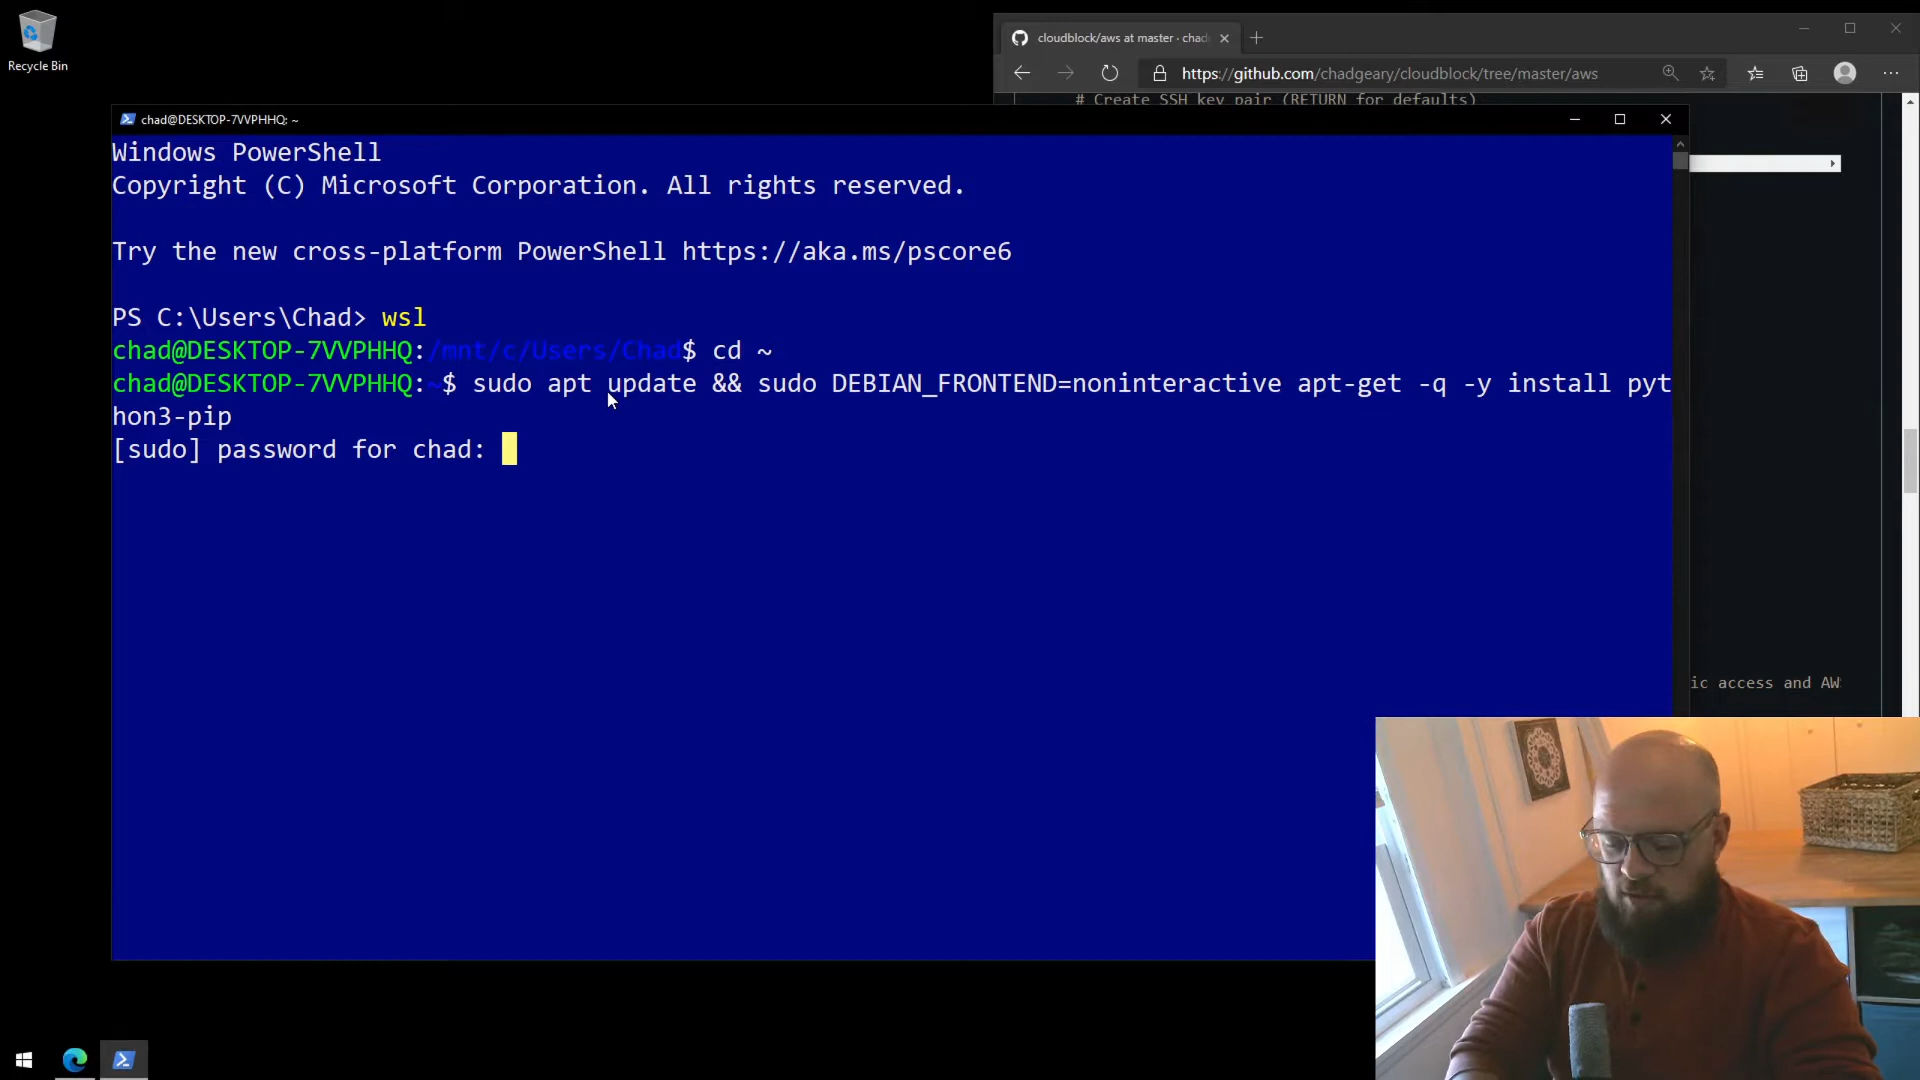 Recycle Bin
cloudblock/aws at master · chad
https://github.com/chadgeary/cloudblock/tree/master/aws
# Create SSH key pair (RETURN for defaults)
chad@DESKTOP-7VVPHHQ: ~
Windows PowerShell
Copyright (C) Microsoft Corporation. All rights reserved.
Try the new cross-platform PowerShell https://aka.ms/pscore6
PS C:\Users\Chad> wsl
chad@DESKTOP-7VVPHHQ:/mnt/c/Users/Chad$ cd ~
chad@DESKTOP-7VVPHHQ:~$ sudo apt update && sudo DEBIAN_FRONTEND=noninteractive apt-get -q -y install pyt
hon3-pip
[sudo] password for chad:
ic access and AW